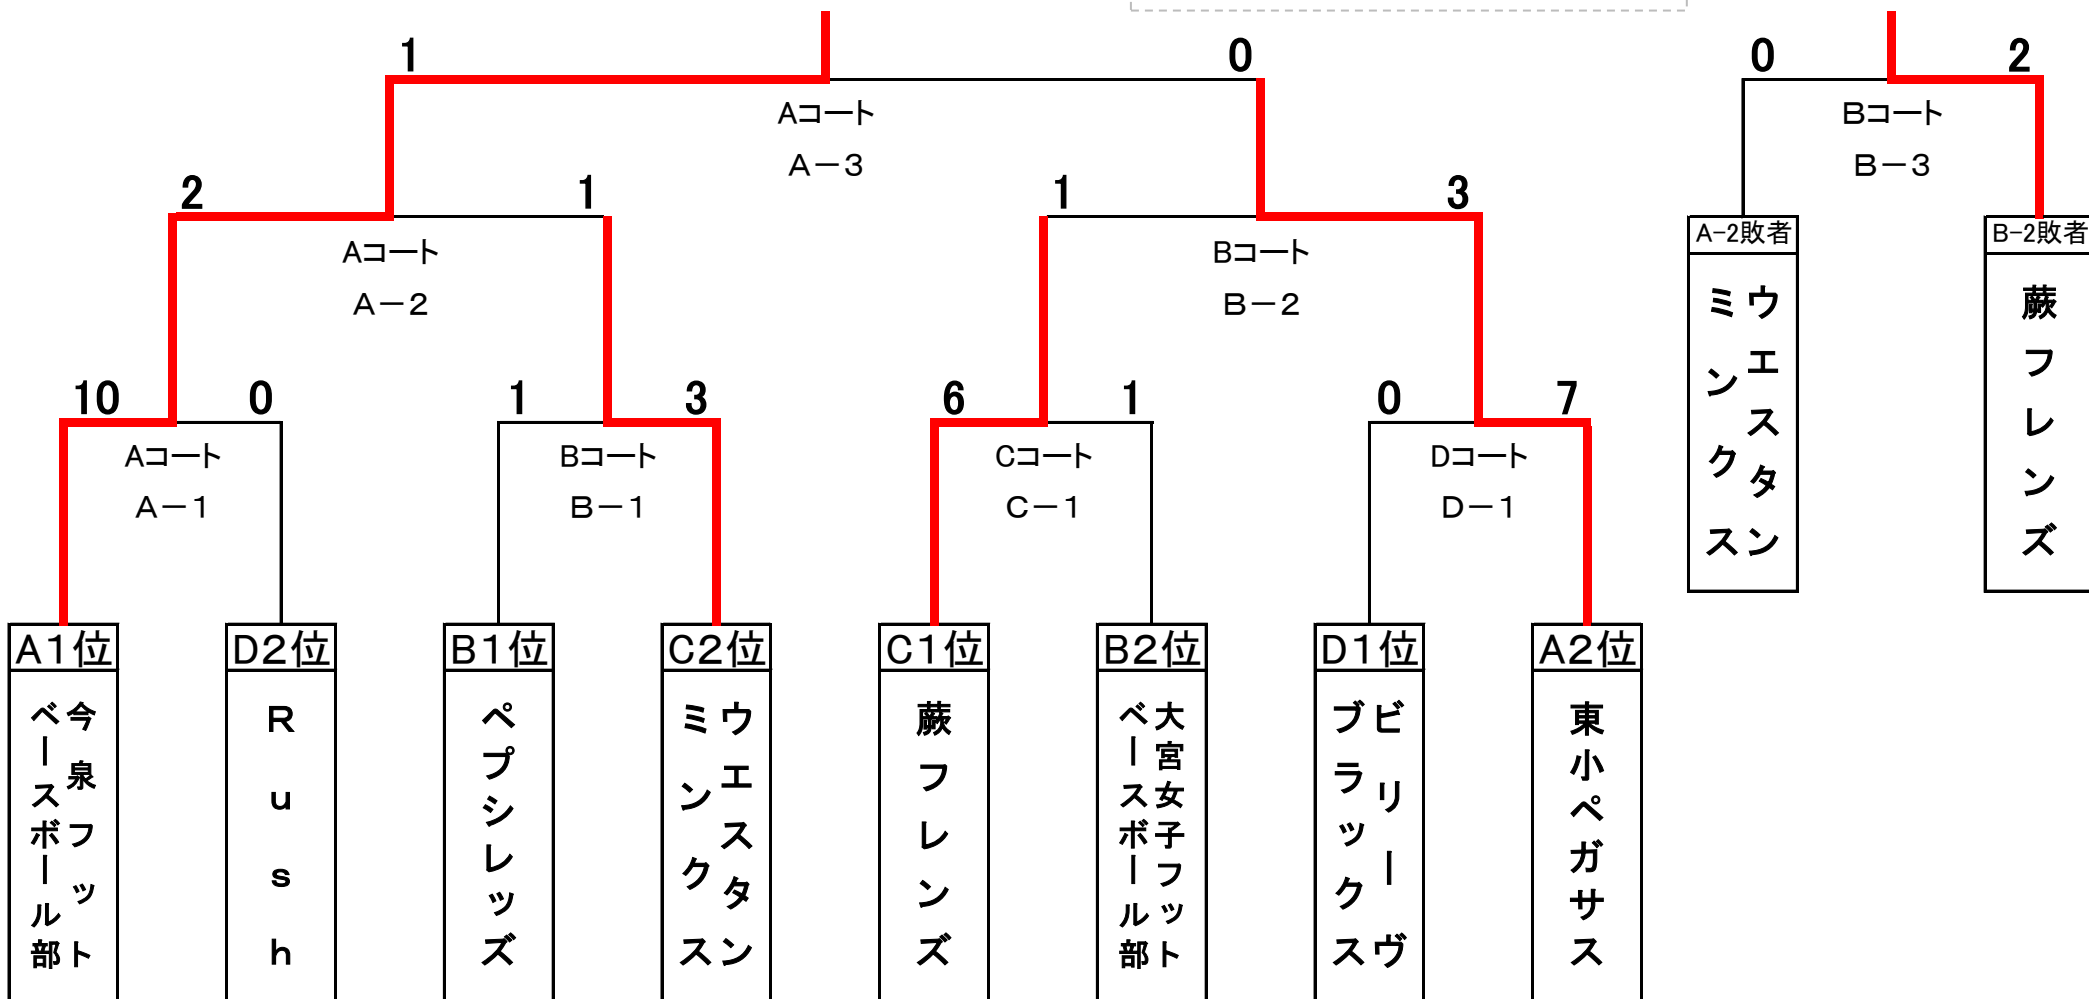 1
0
0
2
Aコート
Bコート
A－3
B－3
2
1
1
3
A-2敗者
B-2敗者
Aコート
Bコート
A－2
B－2
ウエスタン
ミンクス
蕨フレンズ
10
0
1
3
6
1
0
7
Aコート
Bコート
Cコート
Dコート
A－1
B－1
C－1
D－1
A1位
D2位
B1位
C2位
C1位
B2位
D1位
A2位
今泉フット
ベースボール部
Rush
ペプシレッズ
ウエスタン
ミンクス
蕨フレンズ
大宮女子フット
ベースボール部
ビリーヴ
ブラックス
東小ペガサス